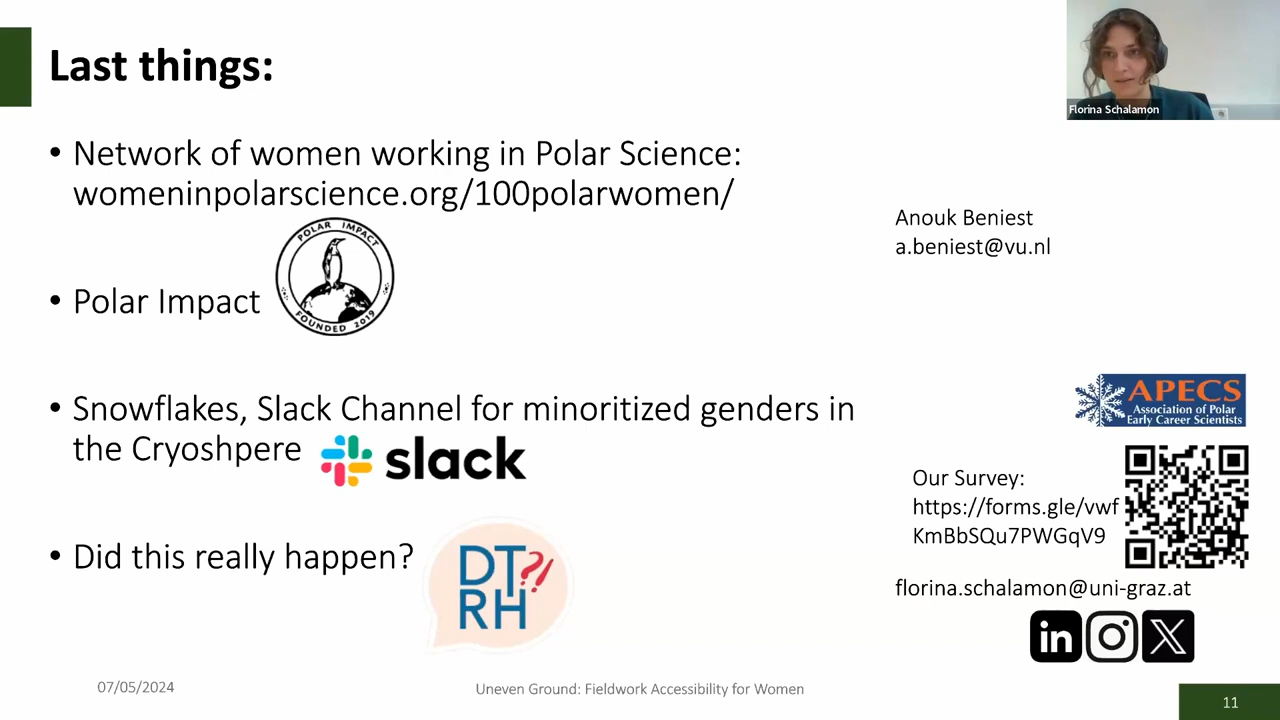 Last things:
Florina Schalamon
• Network of women working in Polar Science:
womeninpolarscience.org/100polarwomen/
Anouk Beniest
a.beniest@vu.nl
POLAR IMPACT
FOUNDED 2019
• Polar Impact
APECS
Association of Polar
Early Career Scientists
• Snowflakes, Slack Channel for minoritized genders in
the Cryoshpere
slack
Our Survey:
https://forms.gle/vwf
KmBbSQu7PWGqV9
• Did this really happen?
DT?!
RH
florina.schalamon@uni-graz.at
in
X
07/05/2024
Uneven Ground: Fieldwork Accessibility for Women
11